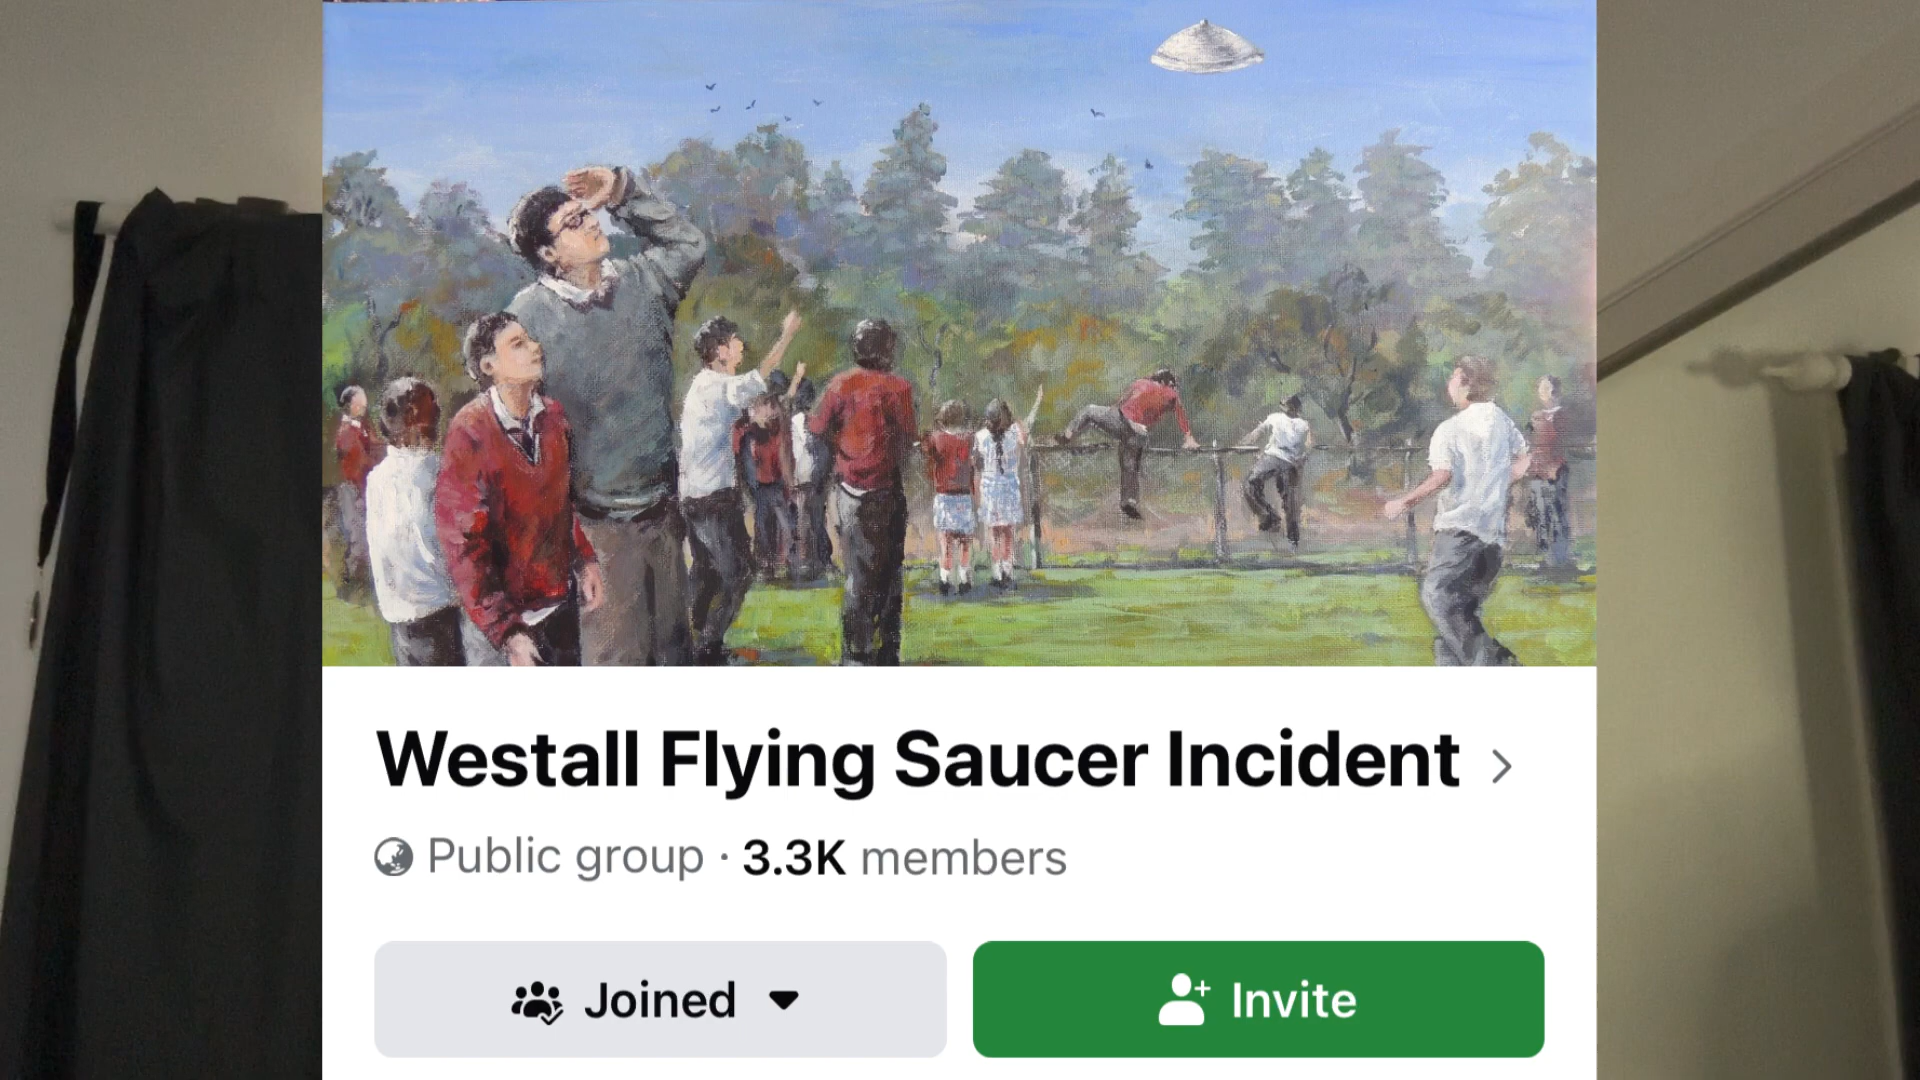 Westall Flying Saucer Incident
Public group · 3.3K members
Joined
Invite